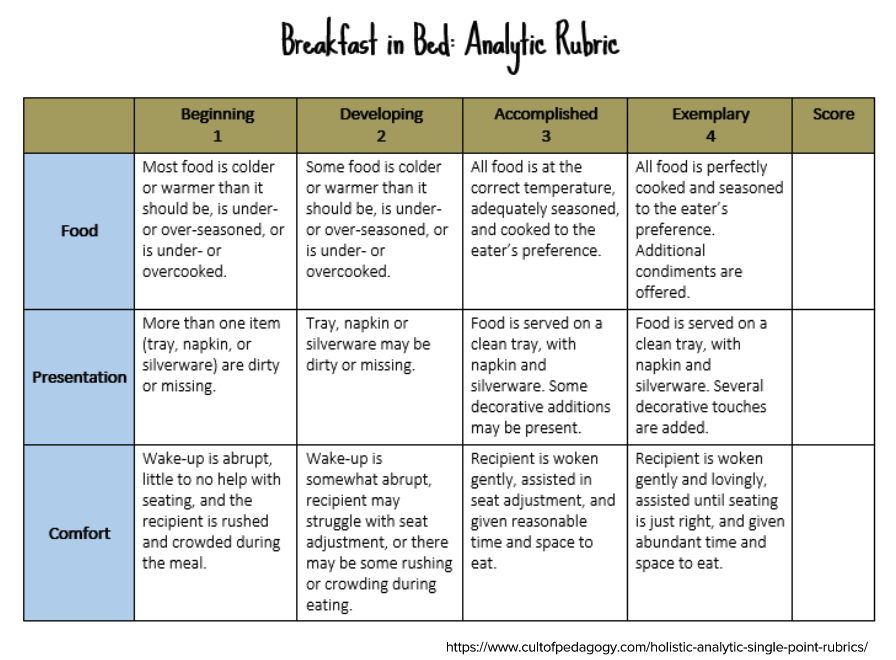 Breakfast in Bed: Analytic Rubric
Beginning
1
Developing
2
Accomplished
3
Exemplary
4
Score
Food
Most food is colder
or warmer than it
should be, is under-
or over-seasoned, or
is under- or
overcooked.
Some food is colder
or warmer than it
should be, is under-
or over-seasoned, or
is under- or
overcooked.
All food is at the
correct temperature,
adequately seasoned,
and cooked to the
eater’s preference.
All food is perfectly
cooked and seasoned
to the eater’s
preference.
Additional
condiments are
offered.
Presentation
More than one item
(tray, napkin, or
silverware) are dirty
or missing.
Tray, napkin or
silverware may be
dirty or missing.
Food is served on a
clean tray, with
napkin and
silverware. Some
decorative additions
may be present.
Food is served on a
clean tray, with
napkin and
silverware. Several
decorative touches
are added.
Comfort
Wake-up is abrupt,
little to no help with
seating, and the
recipient is rushed
and crowded during
the meal.
Wake-up is
somewhat abrupt,
recipient may
struggle with seat
adjustment, or there
may be some rushing
or crowding during
eating.
Recipient is woken
gently, assisted in
seat adjustment, and
given reasonable
time and space to
eat.
Recipient is woken
gently and lovingly,
assisted until seating
is just right, and given
abundant time and
space to eat.
https://www.cultofpedagogy.com/holistic-analytic-single-point-rubrics/